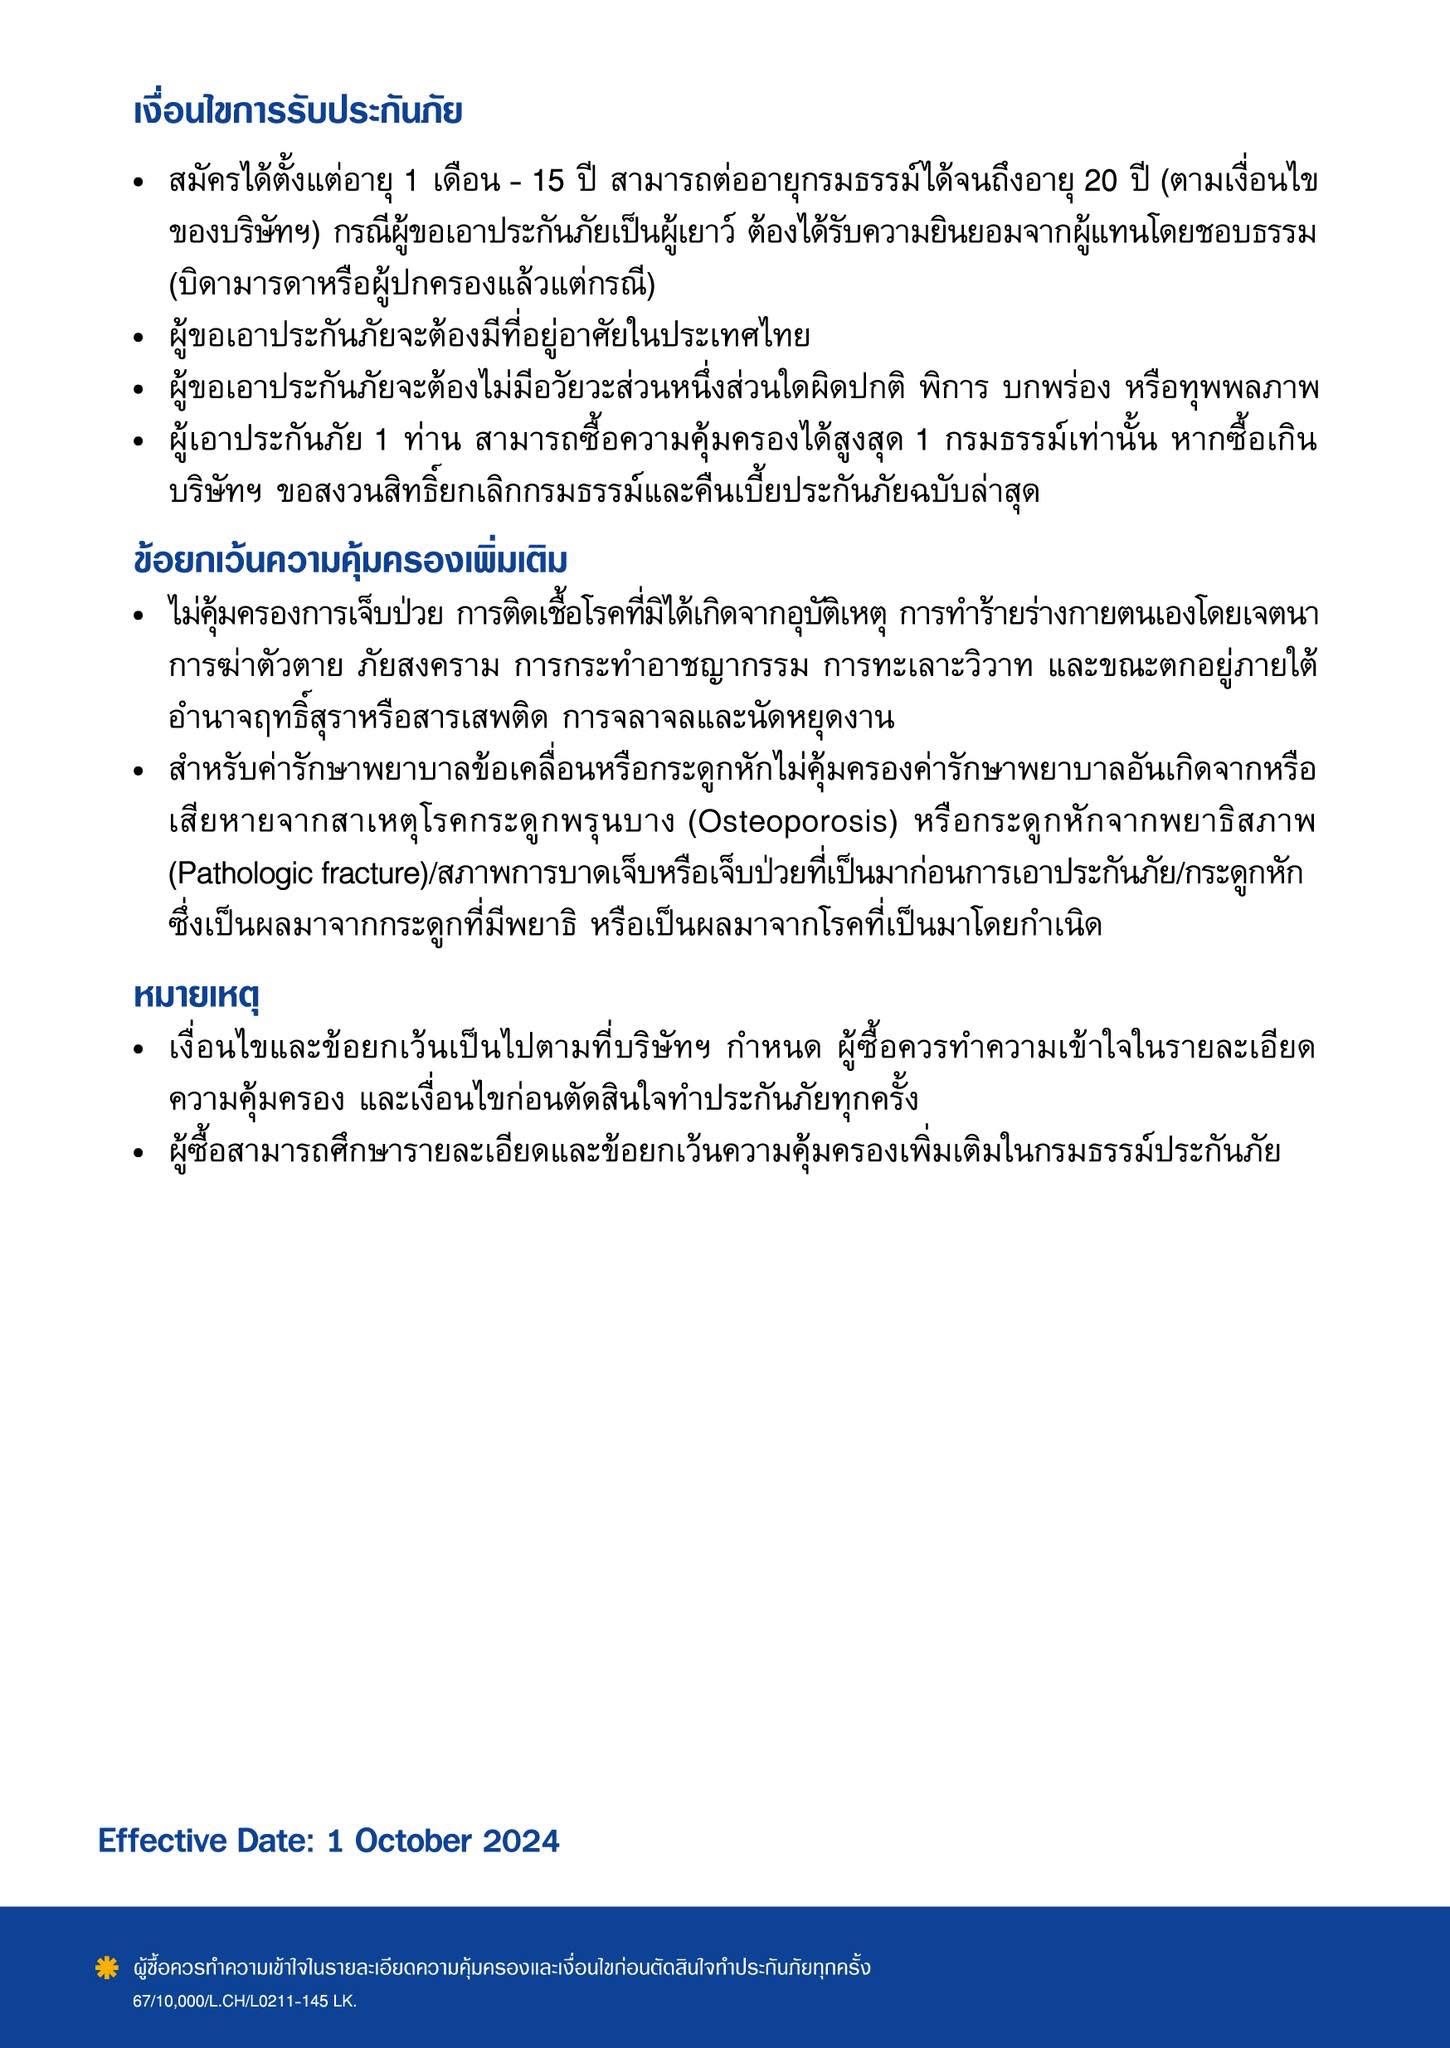 เงื่อนไขการรับประกันภัย
• สมัครได้ตั้งแต่อายุ 1 เดือน - 15 ปี สามารถต่ออายุกรมธรรม์ได้จนถึงอายุ 20 ปี (ตามเงื่อนไข
ของบริษัทฯ) กรณีผู้ขอเอาประกันภัยเป็นผู้เยาว์ ต้องได้รับความยินยอมจากผู้แทนโดยชอบธรรม
(บิดามารดาหรือผู้ปกครองแล้วแต่กรณี)
• ผู้ขอเอาประกันภัยจะต้องมีที่อยู่อาศัยในประเทศไทย
• ผู้ขอเอาประกันภัยจะต้องไม่มีอวัยวะส่วนหนึ่งส่วนใดผิดปกติ พิการ บกพร่อง หรือทุพพลภาพ
• ผู้เอาประกันภัย 1 ท่าน สามารถซื้อความคุ้มครองได้สูงสุด 1 กรมธรรม์เท่านั้น หากซื้อเกิน
บริษัทฯ ขอสงวนสิทธิ์ยกเลิกกรมธรรม์และคืนเบี้ยประกันภัยฉบับล่าสุด
ข้อยกเว้นความคุ้มครองเพิ่มเติม
• ไม่คุ้มครองการเจ็บป่วย การติดเชื้อโรคที่มิได้เกิดจากอุบัติเหตุ การทำร้ายร่างกายตนเองโดยเจตนา
การฆ่าตัวตาย ภัยสงคราม การกระทำอาชญากรรม การทะเลาะวิวาท และขณะตกอยู่ภายใต้
อำนาจฤทธิ์สุราหรือสารเสพติด การจลาจลและนัดหยุดงาน
• สำหรับค่ารักษาพยาบาลข้อเคลื่อนหรือกระดูกหักไม่คุ้มครองค่ารักษาพยาบาลอันเกิดจากหรือ
เสียหายจากสาเหตุโรคกระดูกพรุนบาง (Osteoporosis) หรือกระดูกหักจากพยาธิสภาพ
(Pathologic fracture)/สภาพการบาดเจ็บหรือเจ็บป่วยที่เป็นมาก่อนการเอาประกันภัย/กระดูกหัก
ซึ่งเป็นผลมาจากกระดูกที่มีพยาธิ หรือเป็นผลมาจากโรคที่เป็นมาโดยกำเนิด
หมายเหตุ
• เงื่อนไขและข้อยกเว้นเป็นไปตามที่บริษัทฯ กำหนด ผู้ซื้อควรทำความเข้าใจในรายละเอียด
ความคุ้มครอง และเงื่อนไขก่อนตัดสินใจทำประกันภัยทุกครั้ง
• ผู้ซื้อสามารถศึกษารายละเอียดและข้อยกเว้นความคุ้มครองเพิ่มเติมในกรมธรรม์ประกันภัย
Effective Date: 1 October 2024
ผู้ซื้อควรทำความเข้าใจในรายละเอียดความคุ้มครองและเงื่อนไขก่อนตัดสินใจทำประกันภัยทุกครั้ง
67/10,000/L.CH/L0211-145 LK.